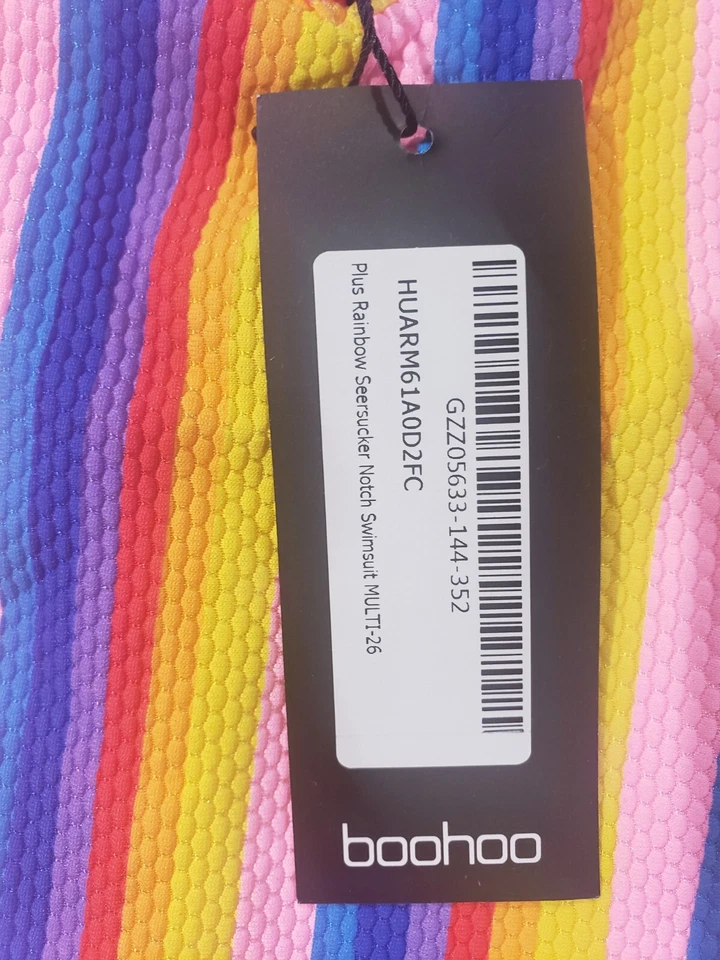 GZZ05633-144-352
HUARM61A0D2FC
Plus Rainbow Seersucker Notch Swimsuit MULTI-26
boohoo